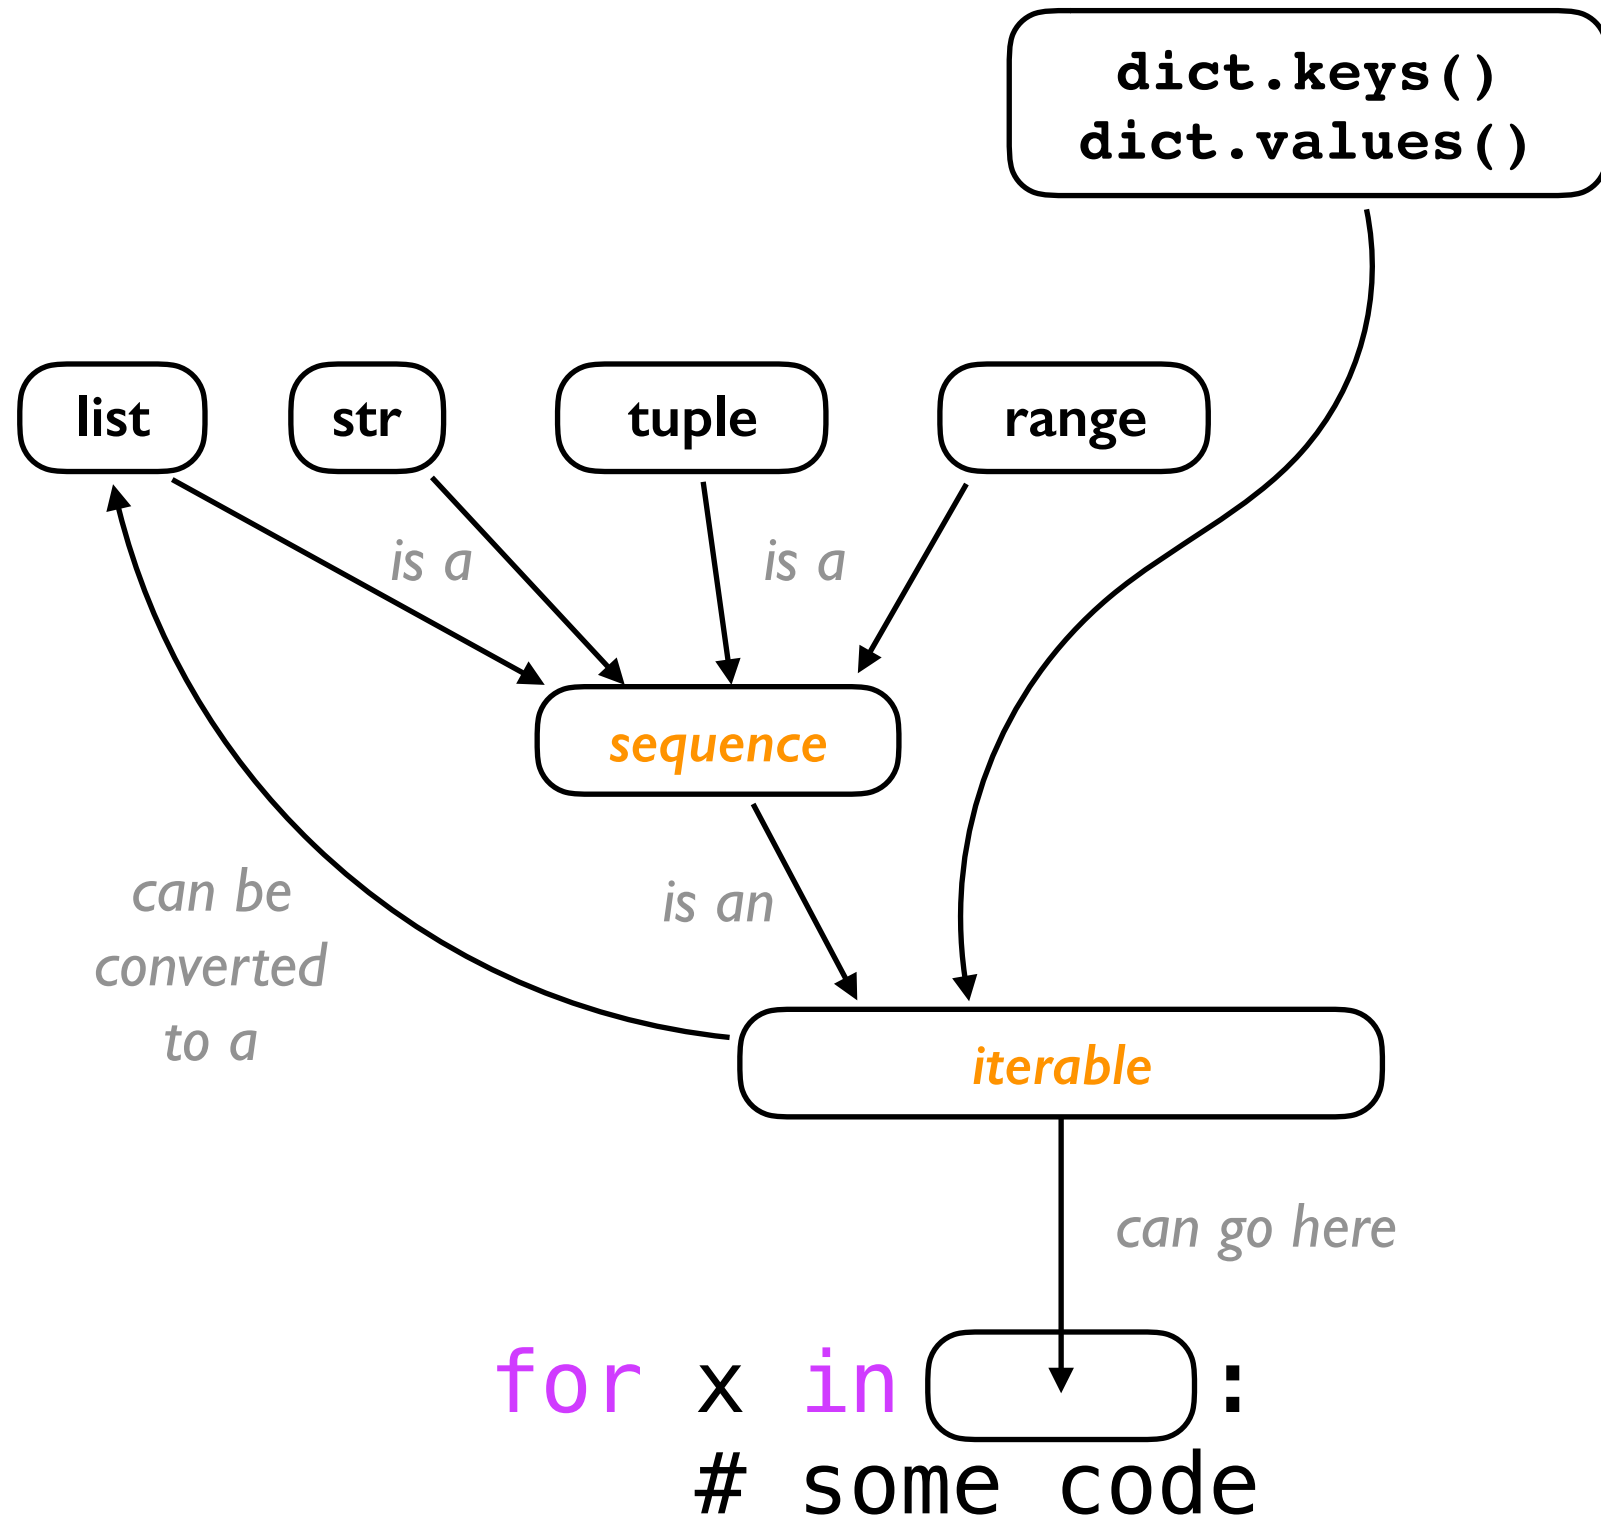 dict.keys()
dict.values()
list str tuple range
is a is a
sequence
can be
converted
to a
is an
iterable
can go here
for x in :
# some code